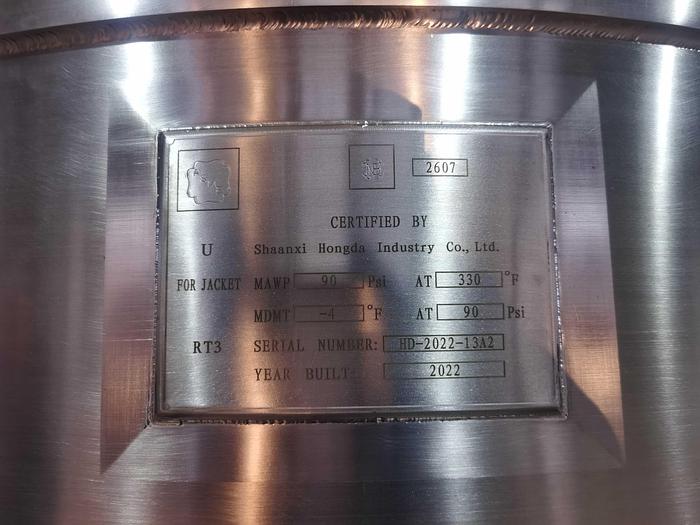 2607
CERTIFIED BY
U Shaanxi Hongda Industry Co., Ltd.
FOR JACKET MAWP 90 Psi AT 330 °F
MDMT -4 °F AT 90 Psi
RT3 SERIAL NUMBER: HD-2022-13A2
YEAR BUILT: 2022